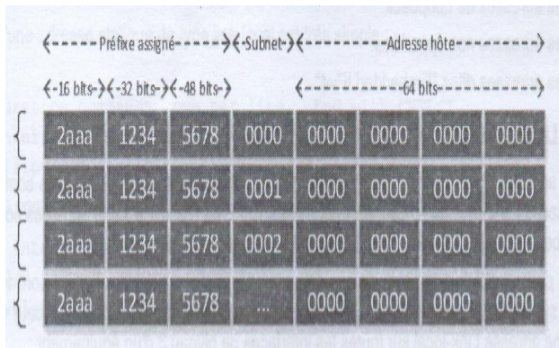 Préfixe assigné Subnet Adresse hôte
16 bits 32 bits 48 bits 64 bits
2aaa 1234 5678 0000 0000 0000 0000 0000
2aaa 1234 5678 0001 0000 0000 0000 0000
2aaa 1234 5678 0002 0000 0000 0000 0000
2aaa 1234 5678 ... 0000 0000 0000 0000